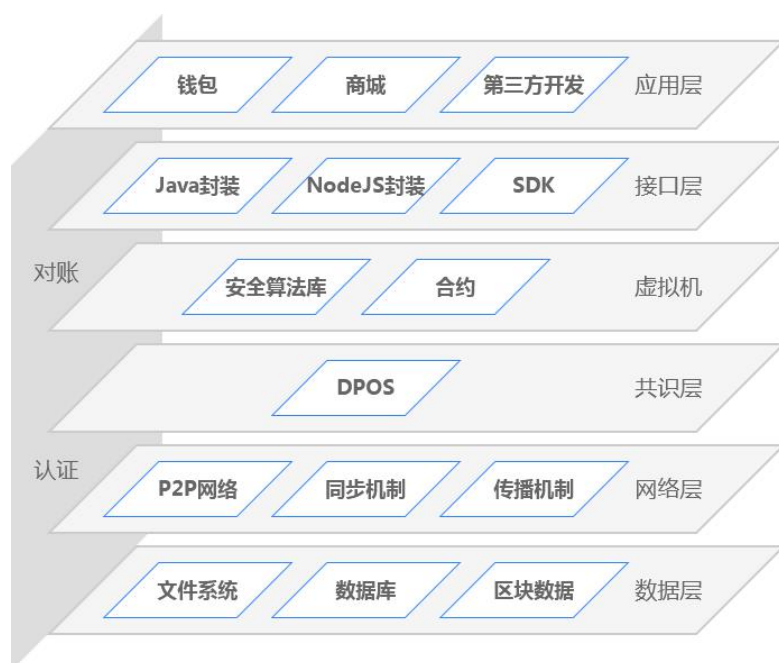 钱包 商城 第三方开发 应用层
Java封装 NodeJS封装 SDK 接口层
对账
安全算法库 合约 虚拟机
DPOS 共识层
认证
P2P网络 同步机制 传播机制 网络层
文件系统 数据库 区块数据 数据层